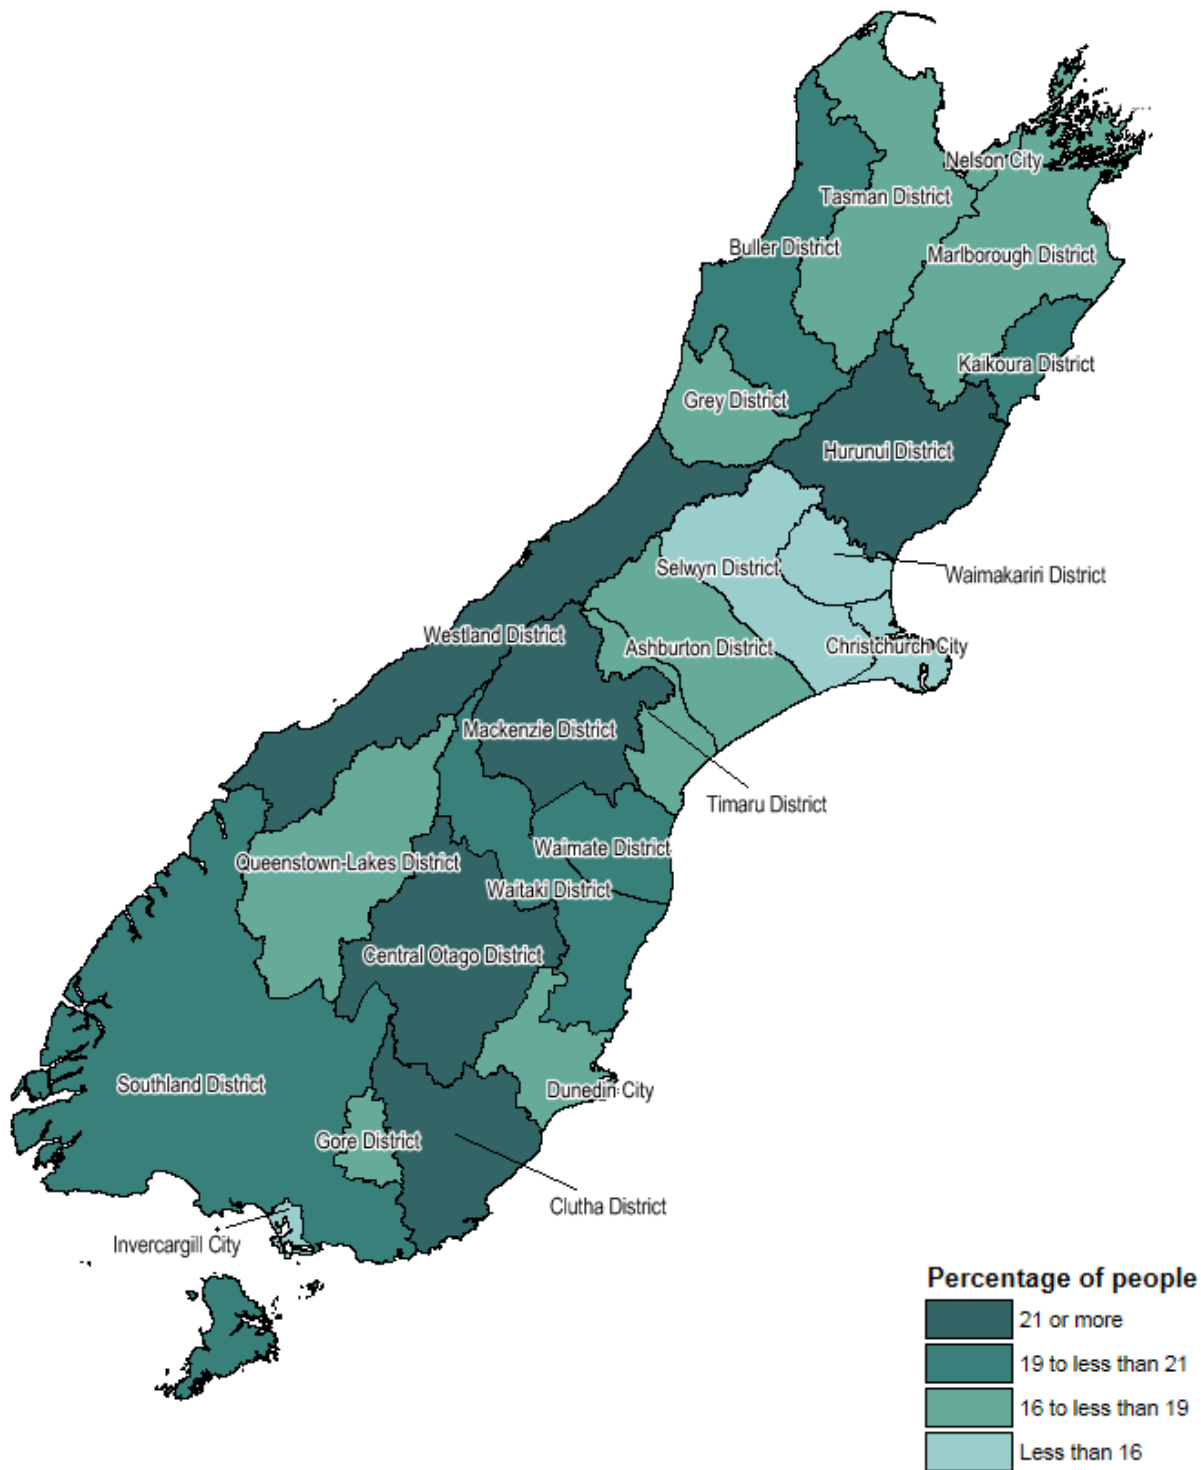 Nelson City
Tasman District
Buller District
Marlborough District
Kaikoura District
Grey District
Hurunui District
Selwyn District
Waimakariri District
Westland District
Ashburton District
Christchurch City
Mackenzie District
Timaru District
Waimate District
Queenstown-Lakes District
Waitaki District
Central Otago District
Southland District
Dunedin City
Gore District
Clutha District
Invercargill City
Percentage of people
21 or more
19 to less than 21
16 to less than 19
Less than 16